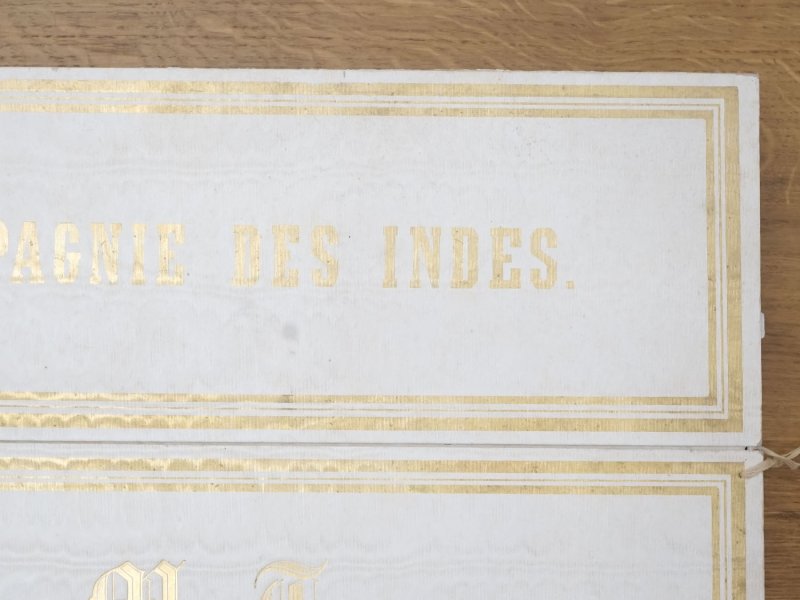 PAGNIE DES INDES.